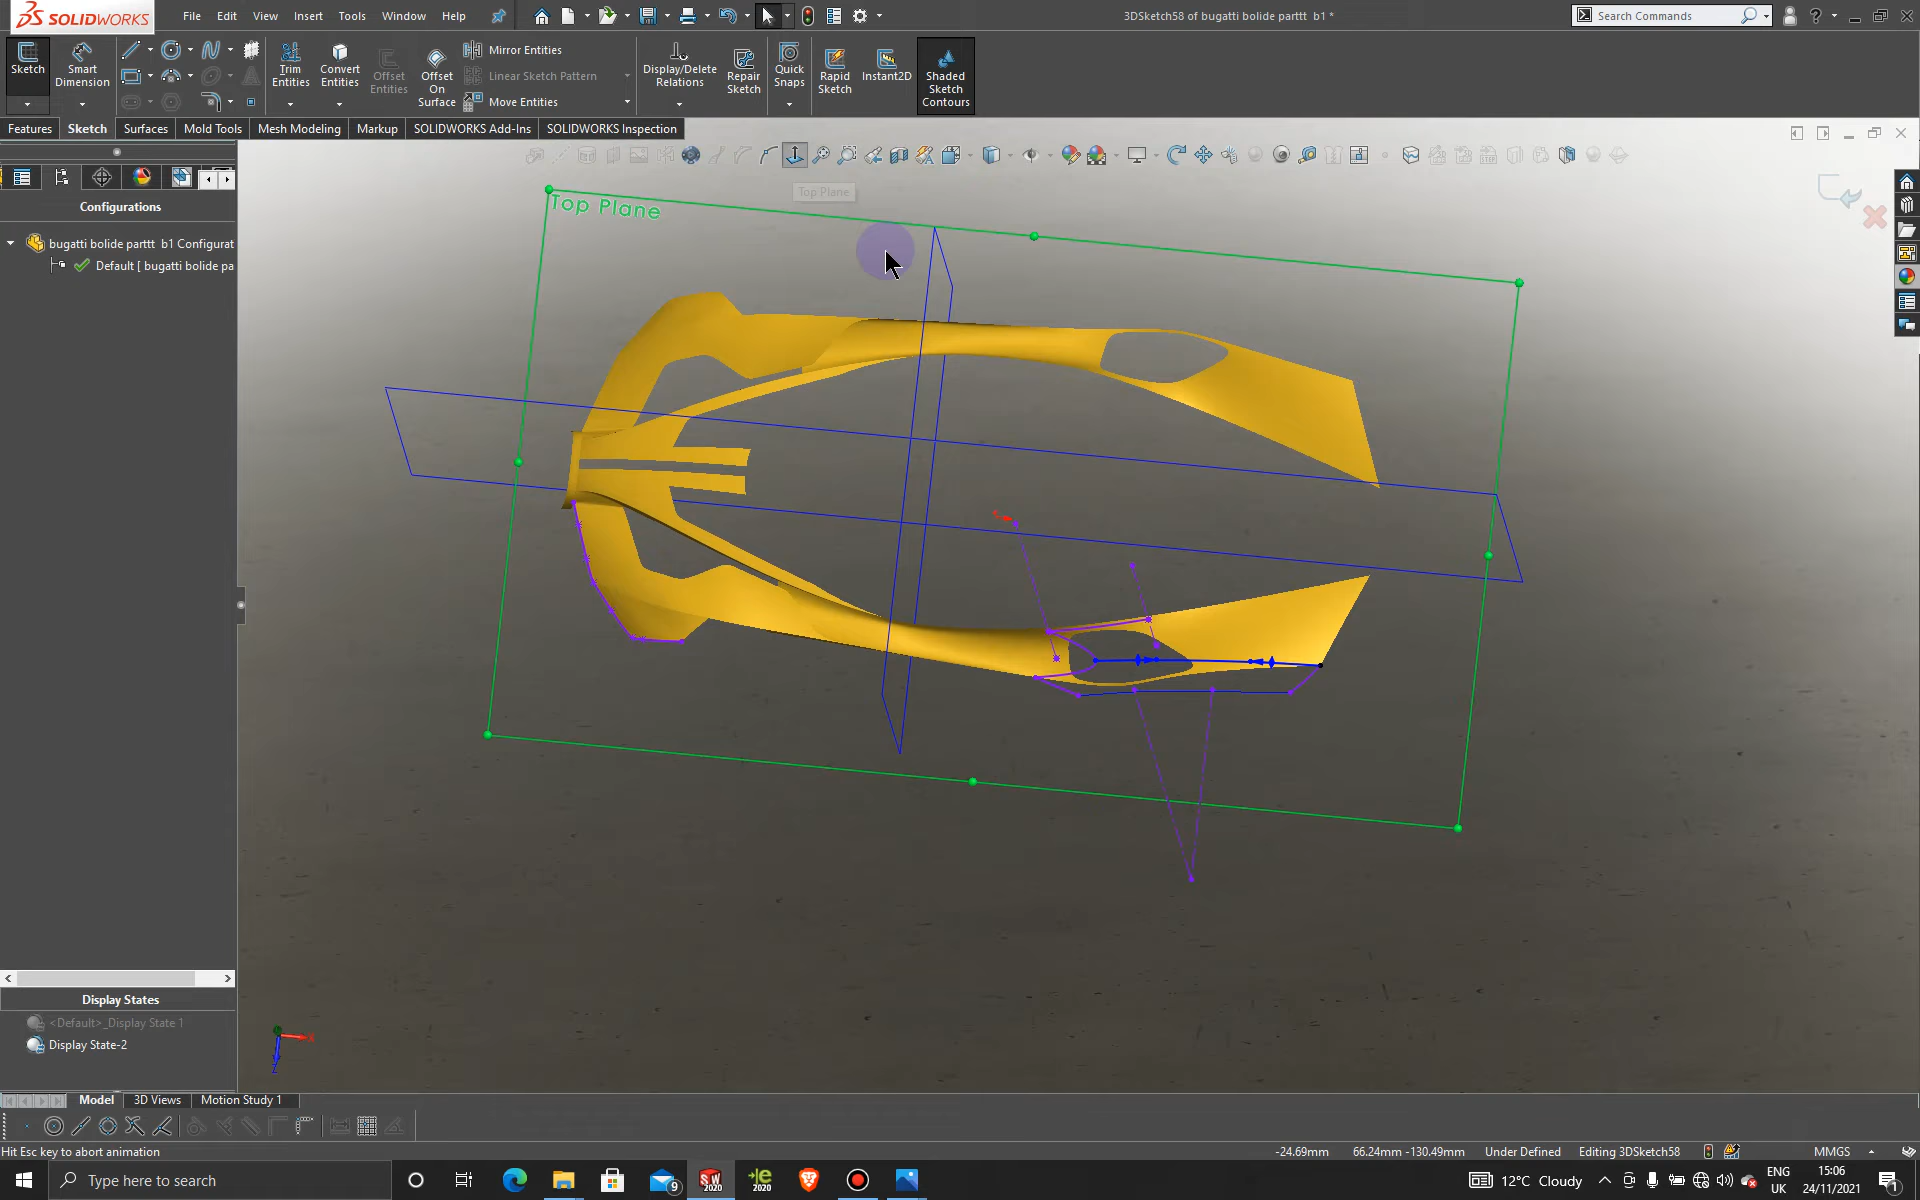 SOLIDWORKS
File Edit View Insert Tools Window Help
3DSketch58 of bugatti bolide parttt b1 *
Search Commands
Sketch
Smart Dimension
Trim Entities
Convert Entities
Offset Entities
Offset On Surface
Mirror Entities
Linear Sketch Pattern
Move Entities
Display/Delete Relations
Repair Sketch
Quick Snaps
Rapid Sketch
Instant2D
Shaded Sketch Contours
Features Sketch Surfaces Mold Tools Mesh Modeling Markup SOLIDWORKS Add-Ins SOLIDWORKS Inspection
Top Plane
Top Plane
Configurations
bugatti bolide parttt b1 Configurat
Default [ bugatti bolide pa
Display States
<Default>_Display State 1
Display State-2
X
Z
Model 3D Views Motion Study 1
Hit Esc key to abort animation
-24.69mm 66.24mm -130.49mm Under Defined Editing 3DSketch58 MMGS
Type here to search
9
SW 2020
e 2020
12°C Cloudy
ENG
UK
15:06
24/11/2021
1